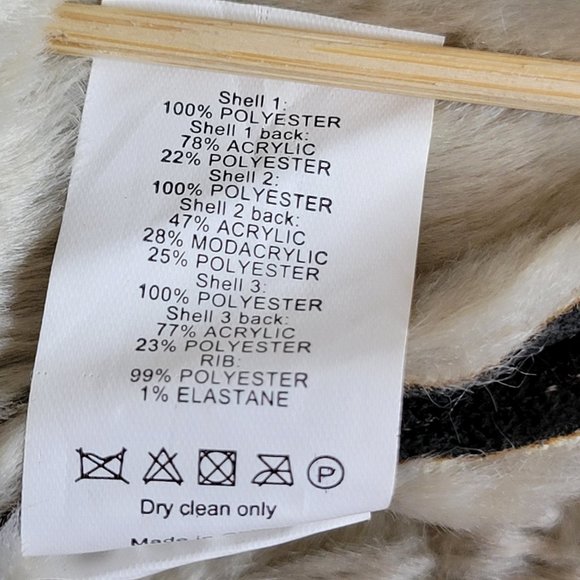 Shell 1:
100% POLYESTER
Shell 1 back:
78% ACRYLIC
22% POLYESTER
Shell 2:
100% POLYESTER
Shell 2 back:
47% ACRYLIC
28% MODACRYLIC
25% POLYESTER
Shell 3:
100% POLYESTER
Shell 3 back:
77% ACRYLIC
23% POLYESTER
RIB:
99% POLYESTER
1% ELASTANE
P
Dry clean only
Made in